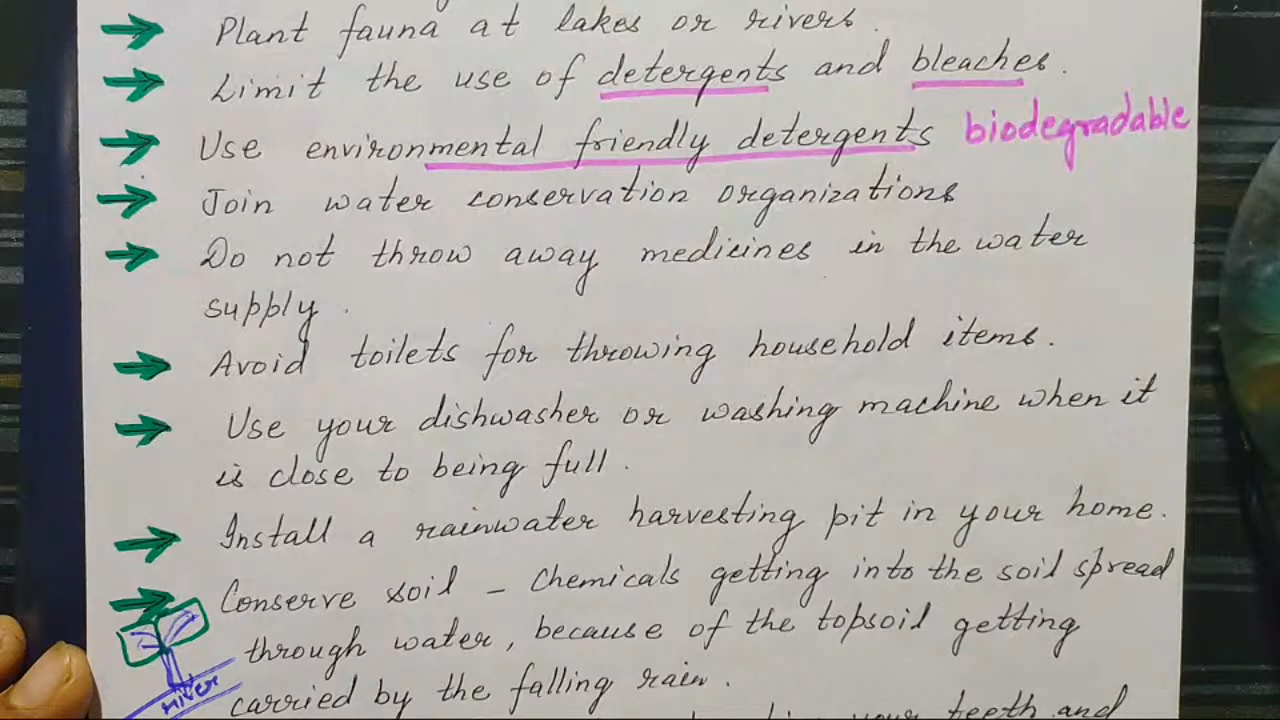 Plant fauna at lakes or rivers.
Limit the use of detergents and bleaches.
Use environmental friendly detergents biodegradable
Join water conservation organizations
Do not throw away medicines in the water
supply.
Avoid toilets for throwing household items.
Use your dishwasher or washing machine when it
is close to being full.
Install a rainwater harvesting pit in your home.
Conserve soil - Chemicals getting into the soil spread
through water, because of the topsoil getting
carried by the falling rain.
river
your teeth and